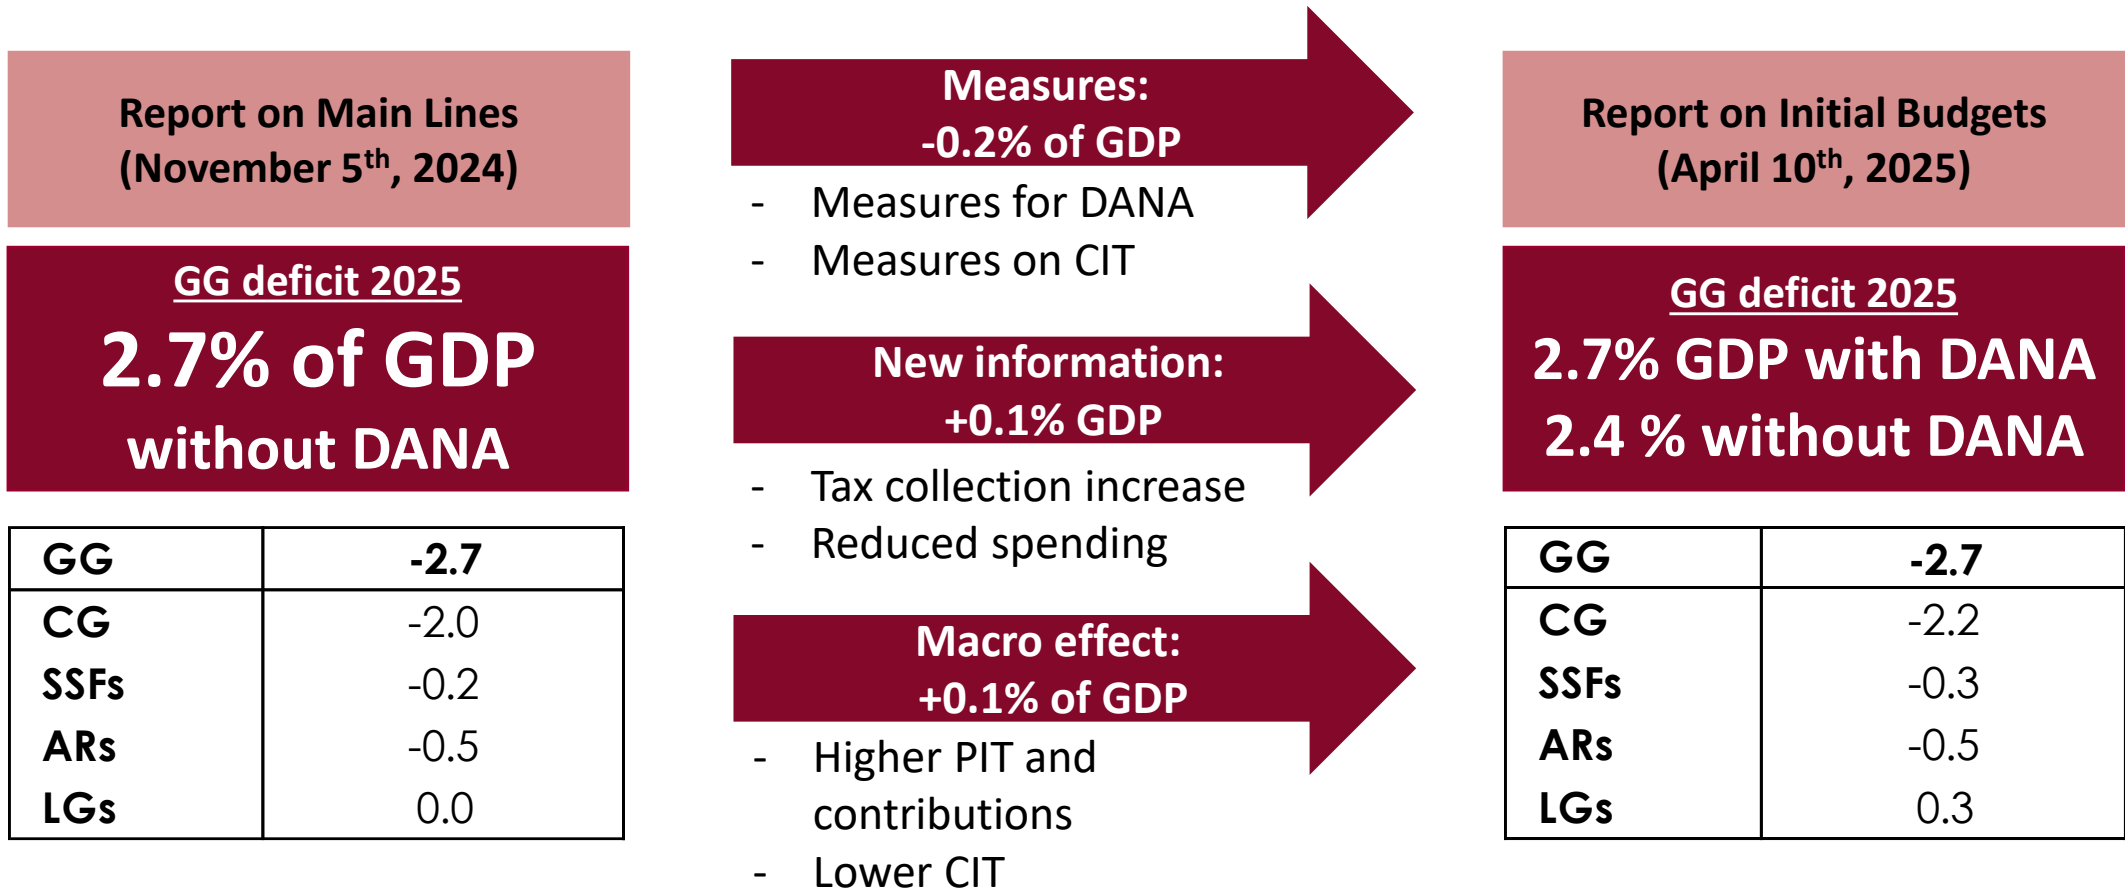 Report on Main Lines
(November 5th, 2024)
GG deficit 2025
2.7% of GDP
without DANA
GG -2.7
CG -2.0
SSFs -0.2
ARs -0.5
LGs 0.0
Measures:
-0.2% of GDP
- Measures for DANA
- Measures on CIT
New information:
+0.1% GDP
- Tax collection increase
- Reduced spending
Macro effect:
+0.1% of GDP
- Higher PIT and
contributions
- Lower CIT
Report on Initial Budgets
(April 10th, 2025)
GG deficit 2025
2.7% GDP with DANA
2.4 % without DANA
GG -2.7
CG -2.2
SSFs -0.3
ARs -0.5
LGs 0.3